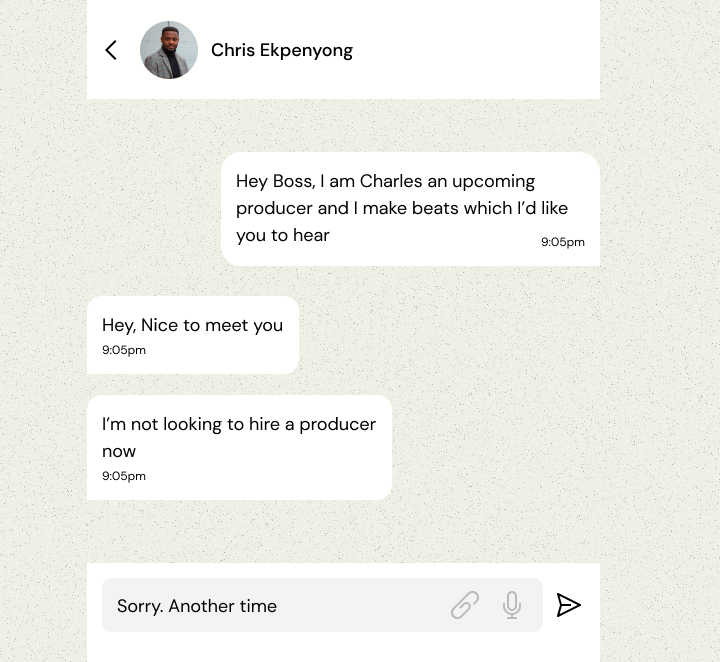 Chris Ekpenyong
Hey Boss, I am Charles an upcoming
producer and I make beats which I’d like
you to hear
9:05pm
Hey, Nice to meet you
9:05pm
I’m not looking to hire a producer
now
9:05pm
Sorry. Another time